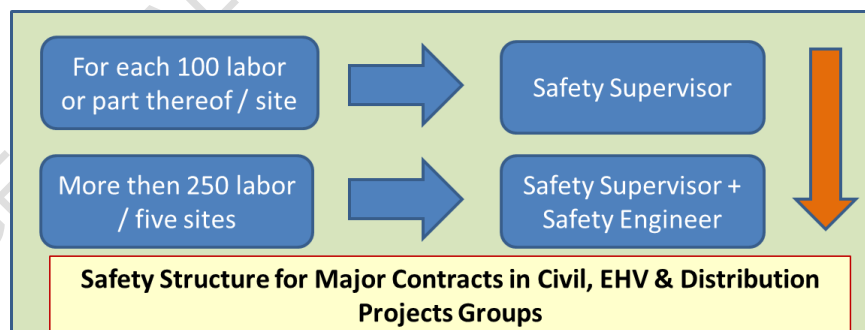 For each 100 labor
or part thereof / site
Safety Supervisor
More then 250 labor
/ five sites
Safety Supervisor +
Safety Engineer
Safety Structure for Major Contracts in Civil, EHV & Distribution
Projects Groups